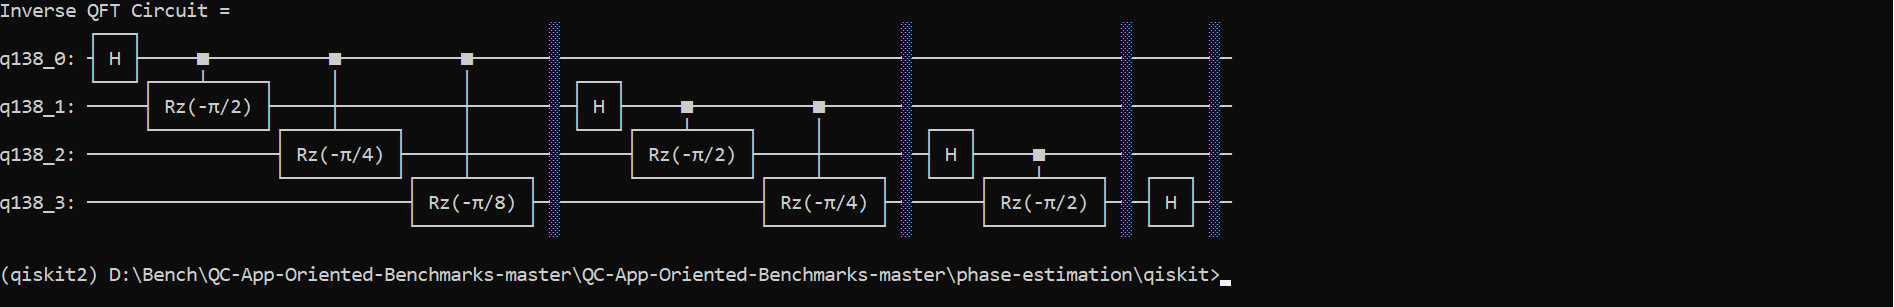 Inverse QFT Circuit =
q138_0: H
q138_1: Rz(-π/2) H
q138_2: Rz(-π/4) Rz(-π/2) H
q138_3: Rz(-π/8) Rz(-π/4) Rz(-π/2) H
(qiskit2) D:\Bench\QC-App-Oriented-Benchmarks-master\QC-App-Oriented-Benchmarks-master\phase-estimation\qiskit>